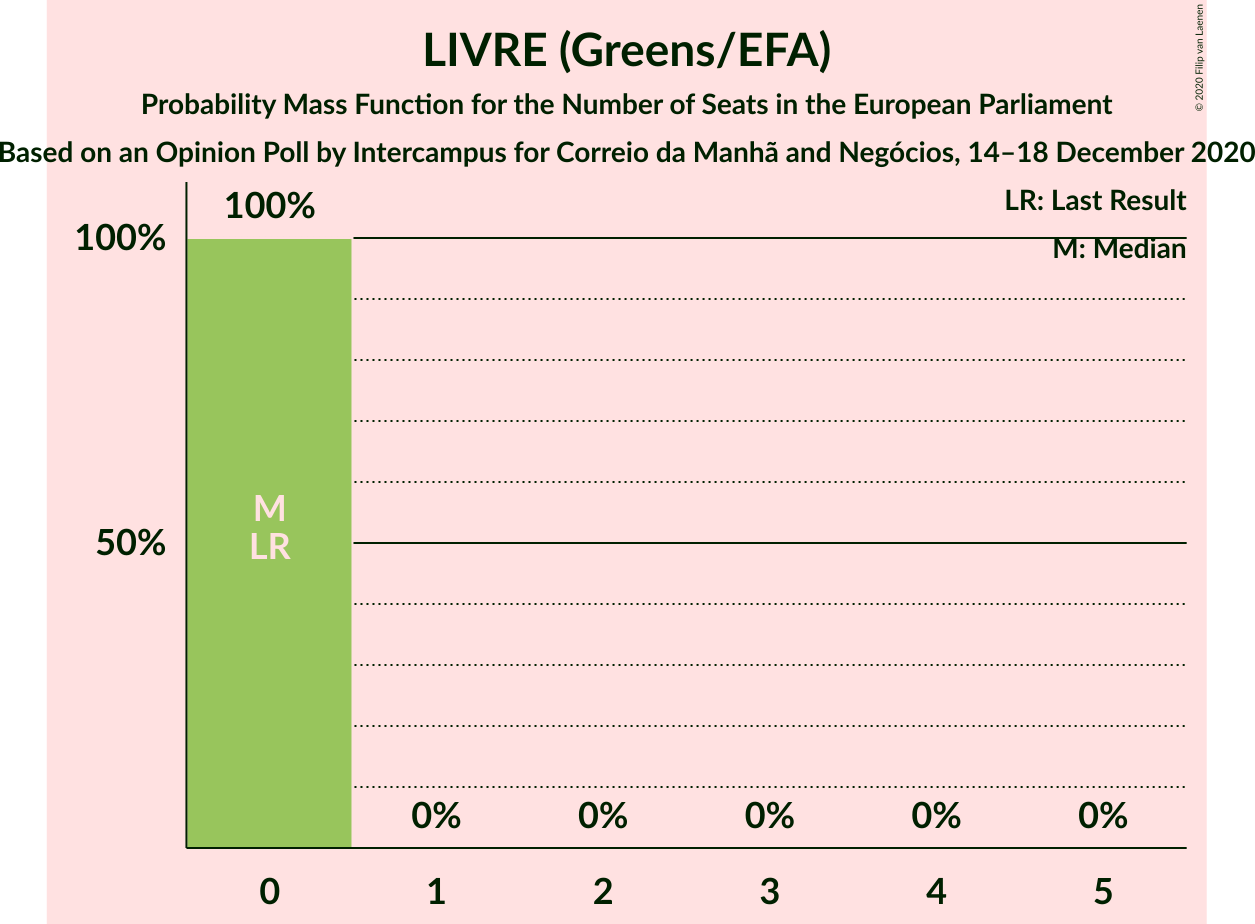 LIVRE (Greens/EFA)
Probability Mass Function for the Number of Seats in the European Parliament
Based on an Opinion Poll by Intercampus for Correio da Manhã and Negócios, 14–18 December 2020
© 2020 Filip van Laenen
LR: Last Result
M: Median
100%
100%
50%
M
LR
0% 0% 0% 0% 0%
0 1 2 3 4 5